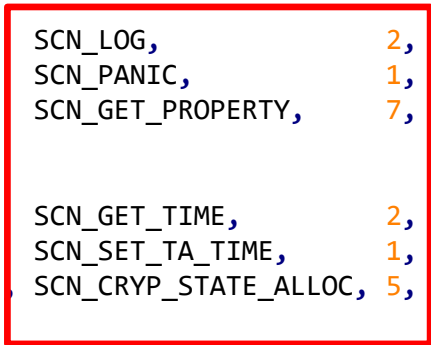 SCN_LOG, 2,
SCN_PANIC, 1,
SCN_GET_PROPERTY, 7,
SCN_GET_TIME, 2,
SCN_SET_TA_TIME, 1,
, SCN_CRYP_STATE_ALLOC, 5,